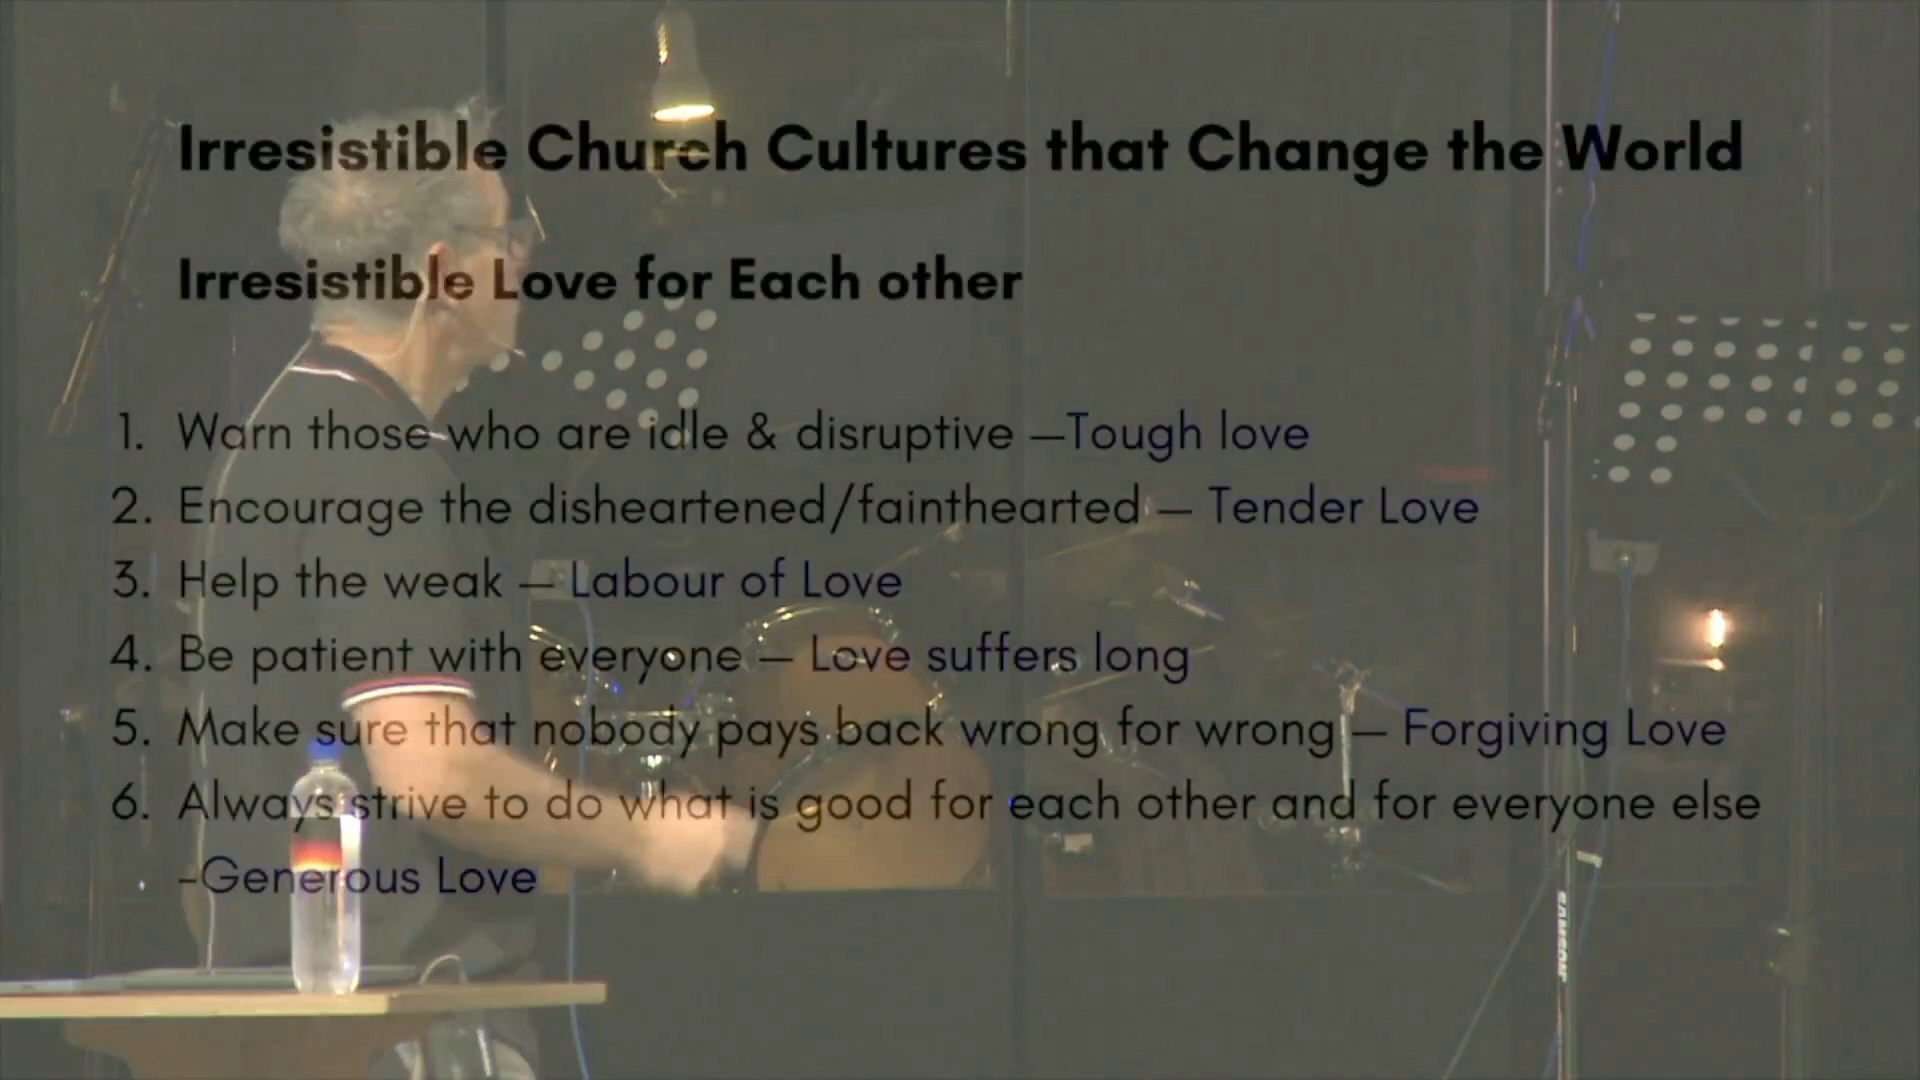 Irresistible Church Cultures that Change the World
Irresistible Love for Each other
1. Warn those who are idle & disruptive —Tough love
2. Encourage the disheartened/fainthearted — Tender Love
3. Help the weak — Labour of Love
4. Be patient with everyone — Love suffers long
5. Make sure that nobody pays back wrong for wrong — Forgiving Love
6. Always strive to do what is good for each other and for everyone else
-Generous Love
SAMSON